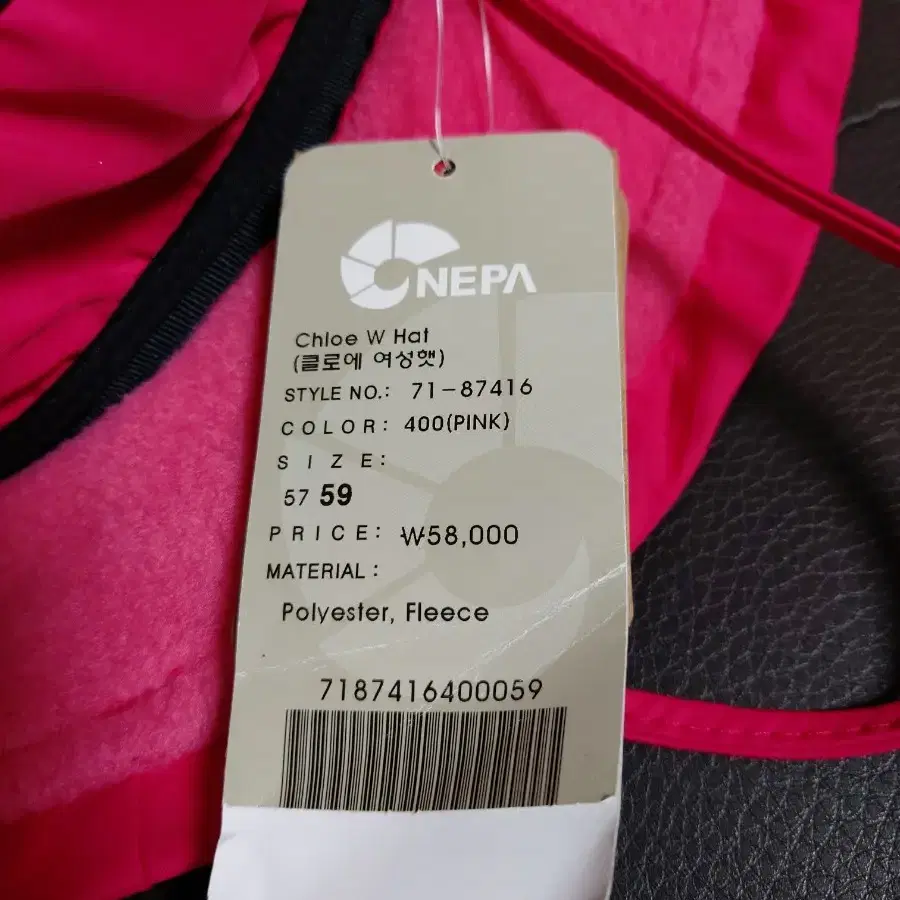 NEPA
Chloe W Hat
(클로에 여성햇)
STYLE NO.: 71-87416
COLOR: 400(PINK)
SIZE:
57 59
PRICE: ₩58,000
MATERIAL :
Polyester, Fleece
7187416400059